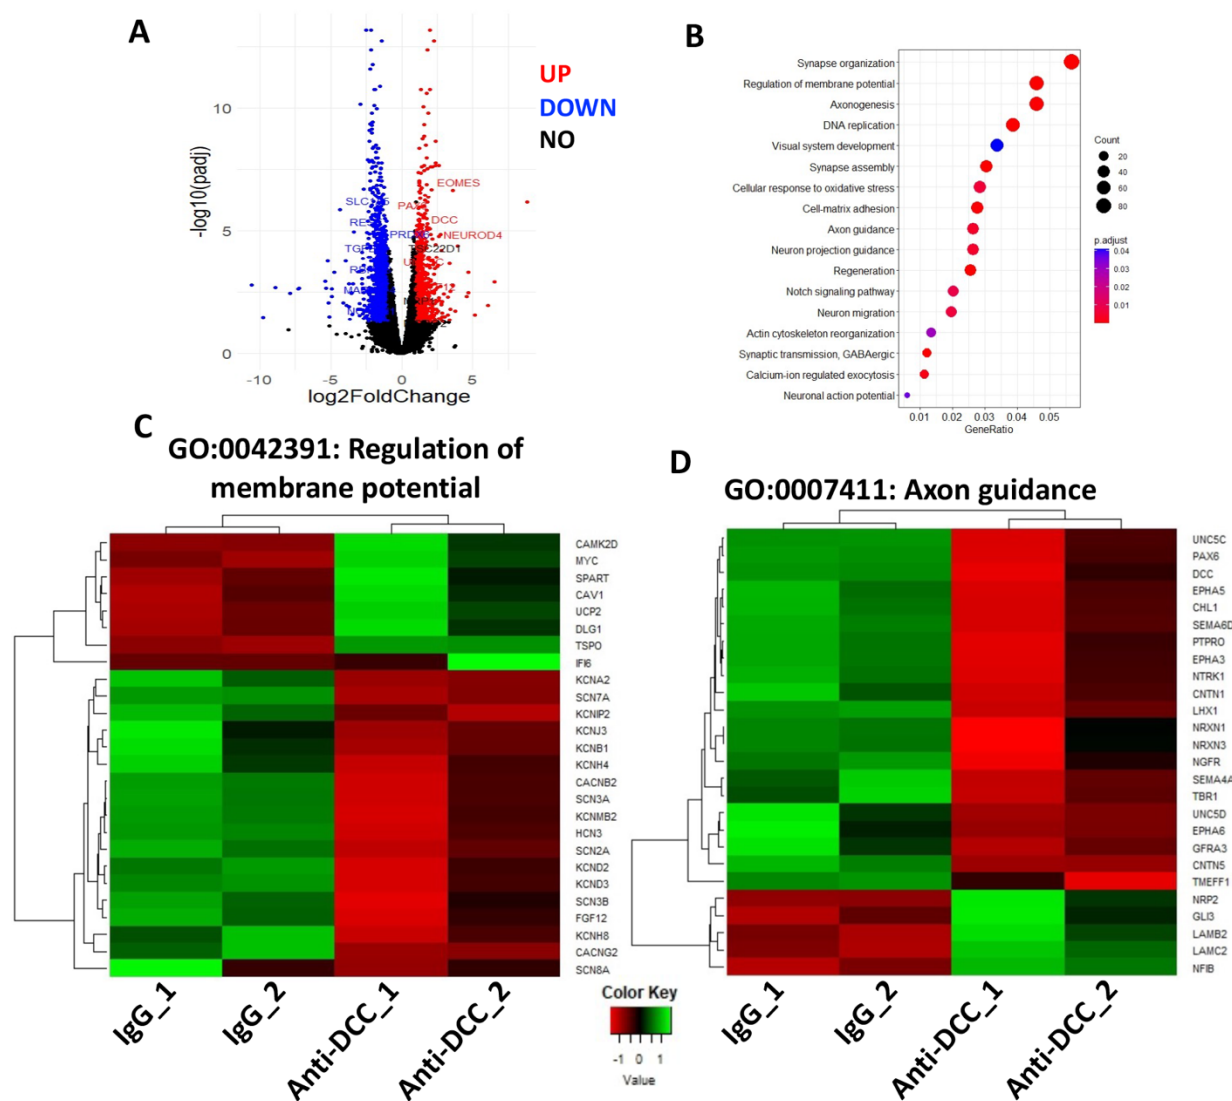 A
UP
DOWN
NO
-log10(padj)
10
5
0
-10
-5
0
5
log2FoldChange
EOMES
DCC
NEUROD4
B
Synapse organization
Regulation of membrane potential
Axonogenesis
DNA replication
Visual system development
Synapse assembly
Cellular response to oxidative stress
Cell-matrix adhesion
Axon guidance
Neuron projection guidance
Regeneration
Notch signaling pathway
Neuron migration
Actin cytoskeleton reorganization
Synaptic transmission, GABAergic
Calcium-ion regulated exocytosis
Neuronal action potential
0.01 0.02 0.03 0.04 0.05
GeneRatio
Count
20
40
60
80
p.adjust
0.04
0.03
0.02
0.01
C
GO:0042391: Regulation of
membrane potential
CAMK2D
MYC
SPART
CAV1
UCP2
DLG1
TSPO
IFI6
KCNA2
SCN7A
KCNIP2
KCNJ3
KCNB1
KCNH4
CACNB2
SCN3A
KCNMB2
HCN3
SCN2A
KCND2
KCND3
SCN3B
FGF12
KCNH8
CACNG2
SCN8A
IgG_1
IgG_2
Anti-DCC_1
Anti-DCC_2
Color Key
-1 0 1
Value
D
GO:0007411: Axon guidance
UNC5C
PAX6
DCC
EPHA5
CHL1
SEMA6D
PTPRO
EPHA3
NTRK1
CNTN1
LHX1
NRXN1
NRXN3
NGFR
SEMA4A
TBR1
UNC5D
EPHA6
GFRA3
CNTN5
TMEFF1
NRP2
GLI3
LAMB2
LAMC2
NFIB
IgG_1
IgG_2
Anti-DCC_1
Anti-DCC_2